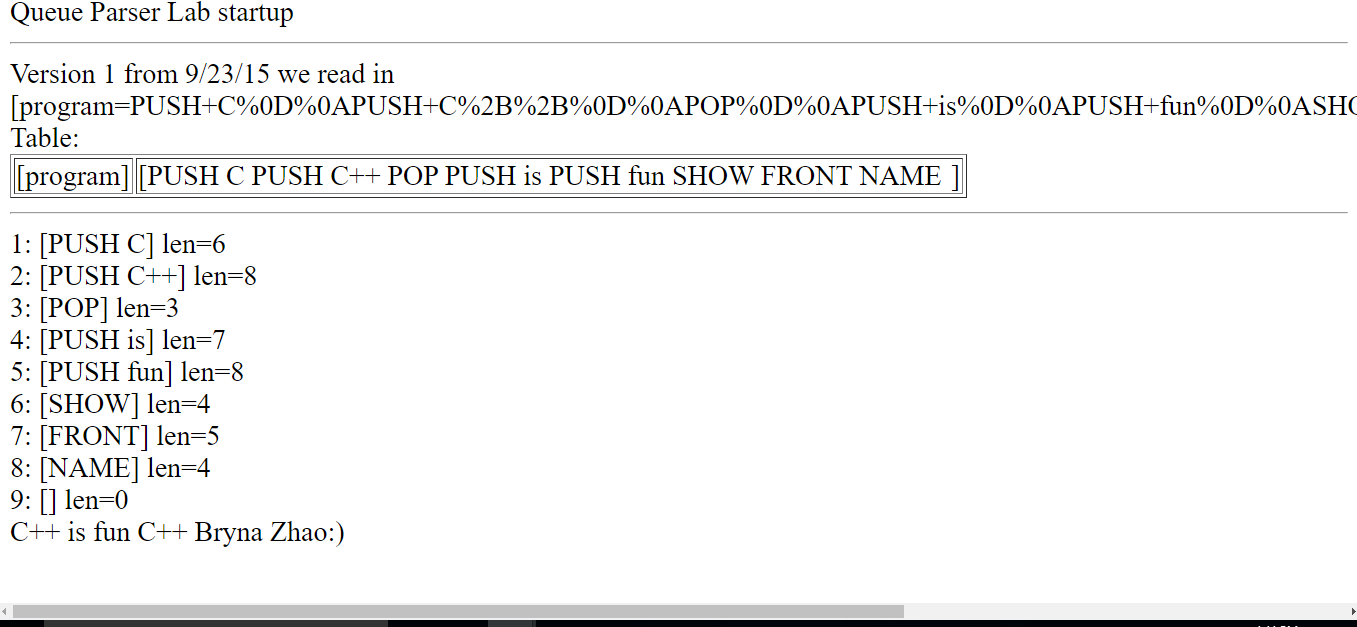 Queue Parser Lab startup
Version 1 from 9/23/15 we read in
[program=PUSH+C%0D%0APUSH+C%2B%2B%0D%0APOP%0D%0APUSH+is%0D%0APUSH+fun%0D%0ASHO
Table:
[program] [PUSH C PUSH C++ POP PUSH is PUSH fun SHOW FRONT NAME ]
1: [PUSH C] len=6
2: [PUSH C++] len=8
3: [POP] len=3
4: [PUSH is] len=7
5: [PUSH fun] len=8
6: [SHOW] len=4
7: [FRONT] len=5
8: [NAME] len=4
9: [] len=0
C++ is fun C++ Bryna Zhao:)